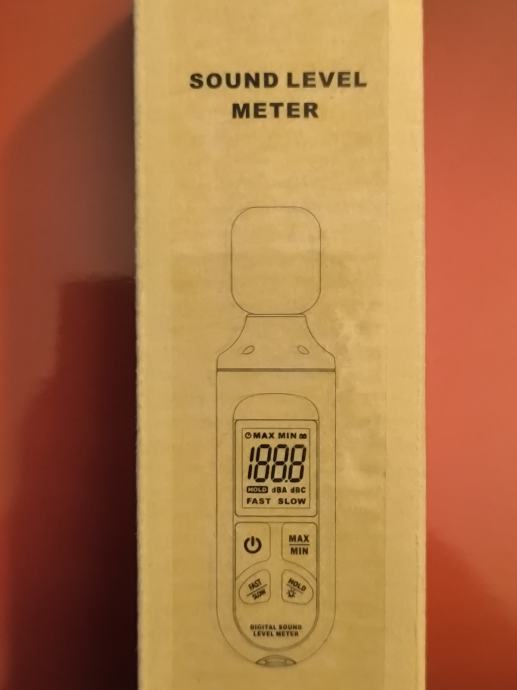 SOUND LEVEL
METER
MAX MIN
188.8
HOLD dBA dBC
FAST SLOW
MAX
MIN
FAST
SLOW
HOLD
DIGITAL SOUND
LEVEL METER